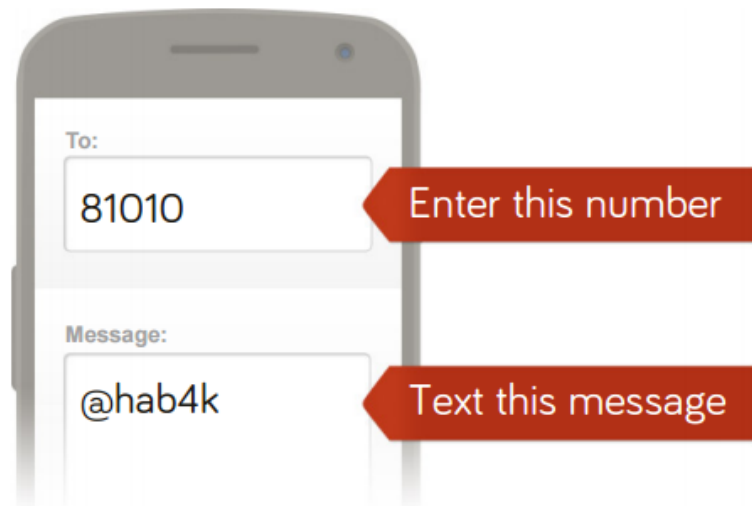 To:
81010
Enter this number
Message:
@hab4k
Text this message